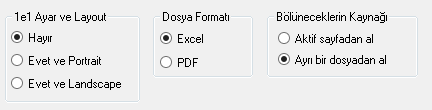 1e1 Ayar ve Layout
Hayır
Evet ve Portrait
Evet ve Landscape
Dosya Formatı
Excel
PDF
Bölüneceklerin Kaynağı
Aktif sayfadan al
Ayrı bir dosyadan al